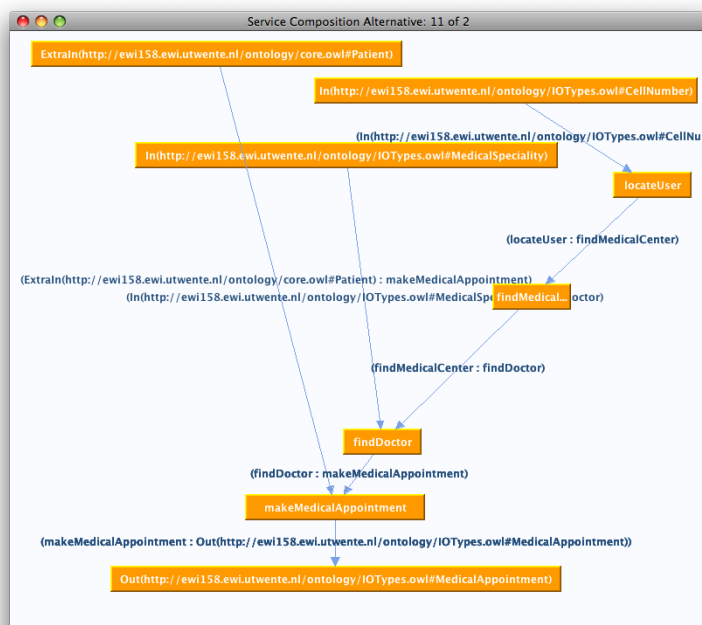 Service Composition Alternative: 11 of 2
ExtraIn(http://ewi158.ewi.utwente.nl/ontology/core.owl#Patient)
In(http://ewi158.ewi.utwente.nl/ontology/IOTypes.owl#CellNumber)
(In(http://ewi158.ewi.utwente.nl/ontology/IOTypes.owl#CellNu
In(http://ewi158.ewi.utwente.nl/ontology/IOTypes.owl#MedicalSpeciality)
locateUser
(locateUser : findMedicalCenter)
(ExtraIn(http://ewi158.ewi.utwente.nl/ontology/core.owl#Patient) : makeMedicalAppointment)
(In(http://ewi158.ewi.utwente.nl/ontology/IOTypes.owl#MedicalSpe
findMedical...
octor)
(findMedicalCenter : findDoctor)
findDoctor
(findDoctor : makeMedicalAppointment)
makeMedicalAppointment
(makeMedicalAppointment : Out(http://ewi158.ewi.utwente.nl/ontology/IOTypes.owl#MedicalAppointment))
Out(http://ewi158.ewi.utwente.nl/ontology/IOTypes.owl#MedicalAppointment)